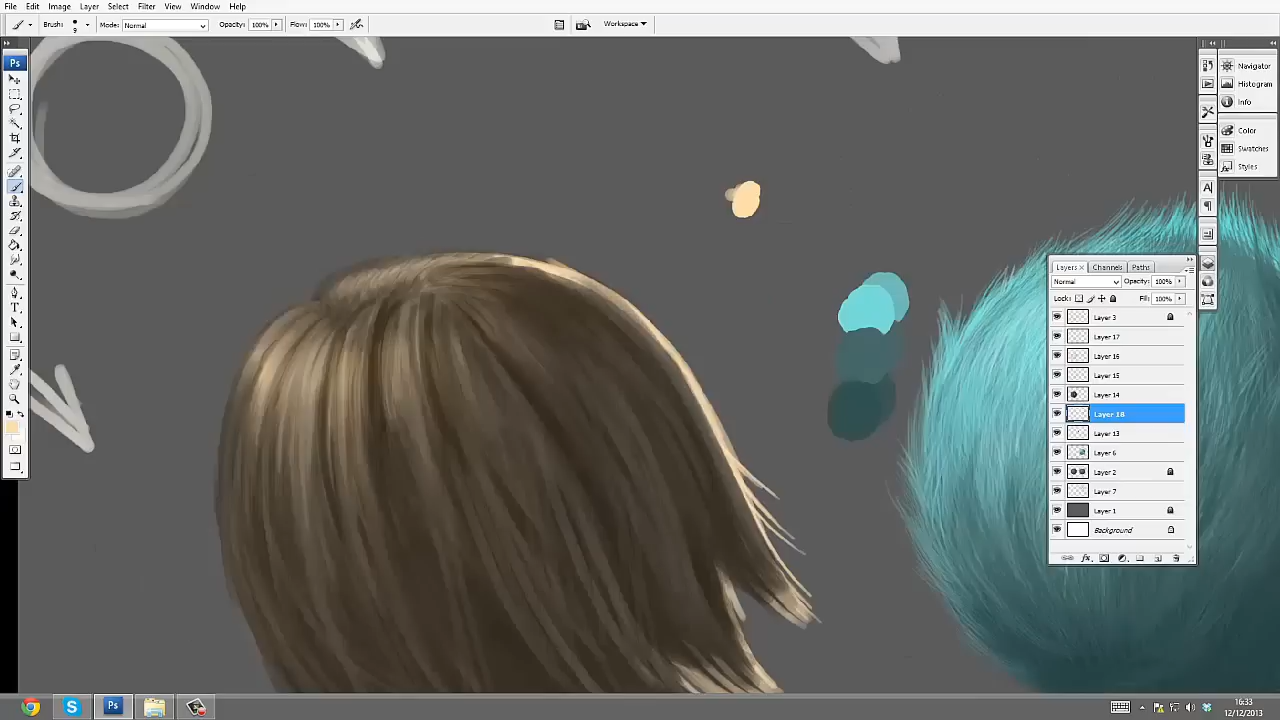 File Edit Image Layer Select Filter View Window Help
Brush: 9 Mode: Normal Opacity: 100% Flow: 100% Workspace
Ps
Navigator
Histogram
Info
Color
Swatches
Styles
Layers Channels Paths
Normal Opacity: 100%
Lock: Fill: 100%
Layer 3
Layer 17
Layer 16
Layer 15
Layer 14
Layer 18
Layer 13
Layer 6
Layer 2
Layer 7
Layer 1
Background
Ps
16:33
12/12/2013